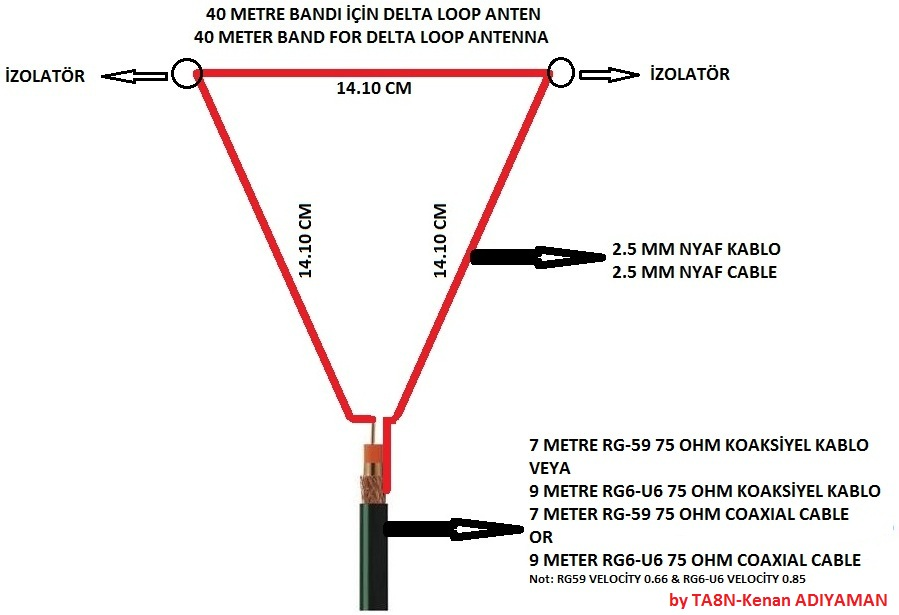 40 METRE BANDI İÇİN DELTA LOOP ANTEN
40 METER BAND FOR DELTA LOOP ANTENNA
İZOLATÖR
İZOLATÖR
14.10 CM
14.10 CM
14.10 CM
2.5 MM NYAF KABLO
2.5 MM NYAF CABLE
7 METRE RG-59 75 OHM KOAKSİYEL KABLO
VEYA
9 METRE RG6-U6 75 OHM KOAKSİYEL KABLO
7 METER RG-59 75 OHM COAXIAL CABLE
OR
9 METER RG6-U6 75 OHM COAXIAL CABLE
Not: RG59 VELOCİTY 0.66 & RG6-U6 VELOCİTY 0.85
by TA8N-Kenan ADIYAMAN